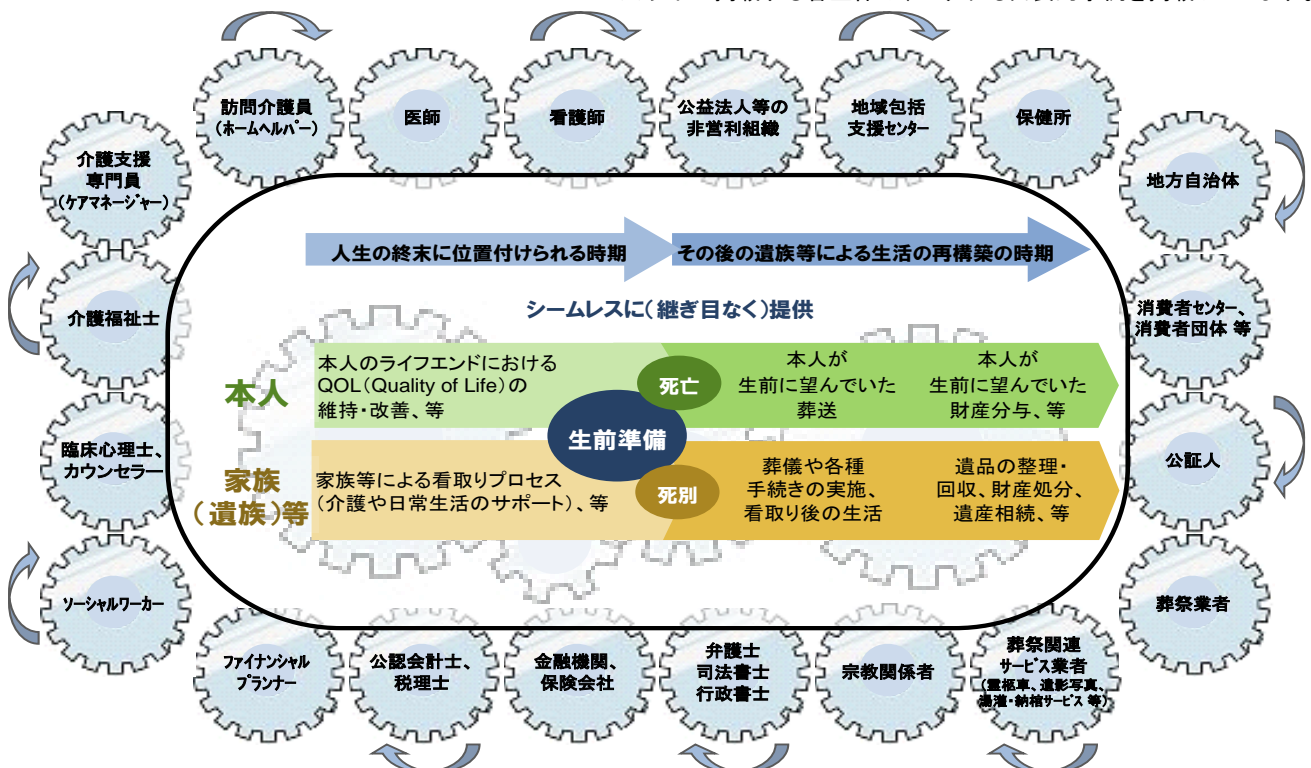 訪問介護員
(ホームヘルパー)
医師
看護師
公益法人等の
非営利組織
地域包括
支援センター
保健所
介護支援
専門員
(ケアマネージャー)
地方自治体
介護福祉士
消費者センター、
消費者団体 等
臨床心理士、
カウンセラー
公証人
ソーシャルワーカー
葬祭業者
人生の終末に位置付けられる時期
その後の遺族等による生活の再構築の時期
シームレスに(継ぎ目なく)提供
本人
本人のライフエンドにおける
QOL(Quality of Life)の
維持・改善、等
死亡
本人が
生前に望んでいた
葬送
本人が
生前に望んでいた
財産分与、等
生前準備
家族
(遺族)等
家族等による看取りプロセス
(介護や日常生活のサポート)、等
死別
葬儀や各種
手続きの実施、
看取り後の生活
遺品の整理・
回収、財産処分、
遺産相続、等
ファイナンシャル
プランナー
公認会計士、
税理士
金融機関、
保険会社
弁護士
司法書士
行政書士
宗教関係者
葬祭関連
サービス業者
(霊柩車、遺影写真、
湯灌・納棺サービス 等)